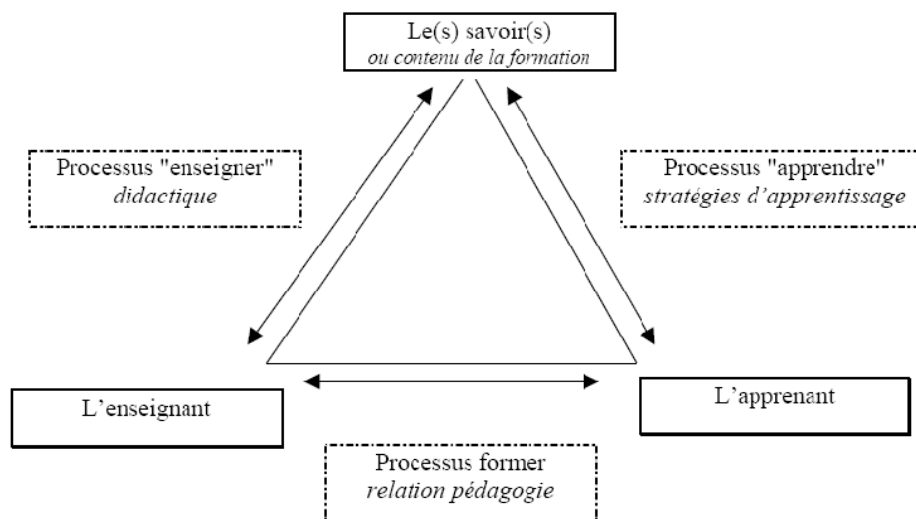 Le(s) savoir(s)
ou contenu de la formation
Processus "enseigner"
didactique
Processus "apprendre"
stratégies d'apprentissage
L'enseignant
L'apprenant
Processus former
relation pédagogie